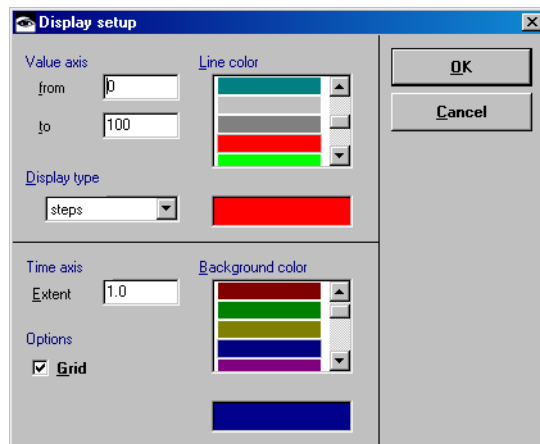 Display setup
Value axis
from 0
to 100
Line color
Display type
steps
OK
Cancel
Time axis
Extent 1.0
Background color
Options
Grid